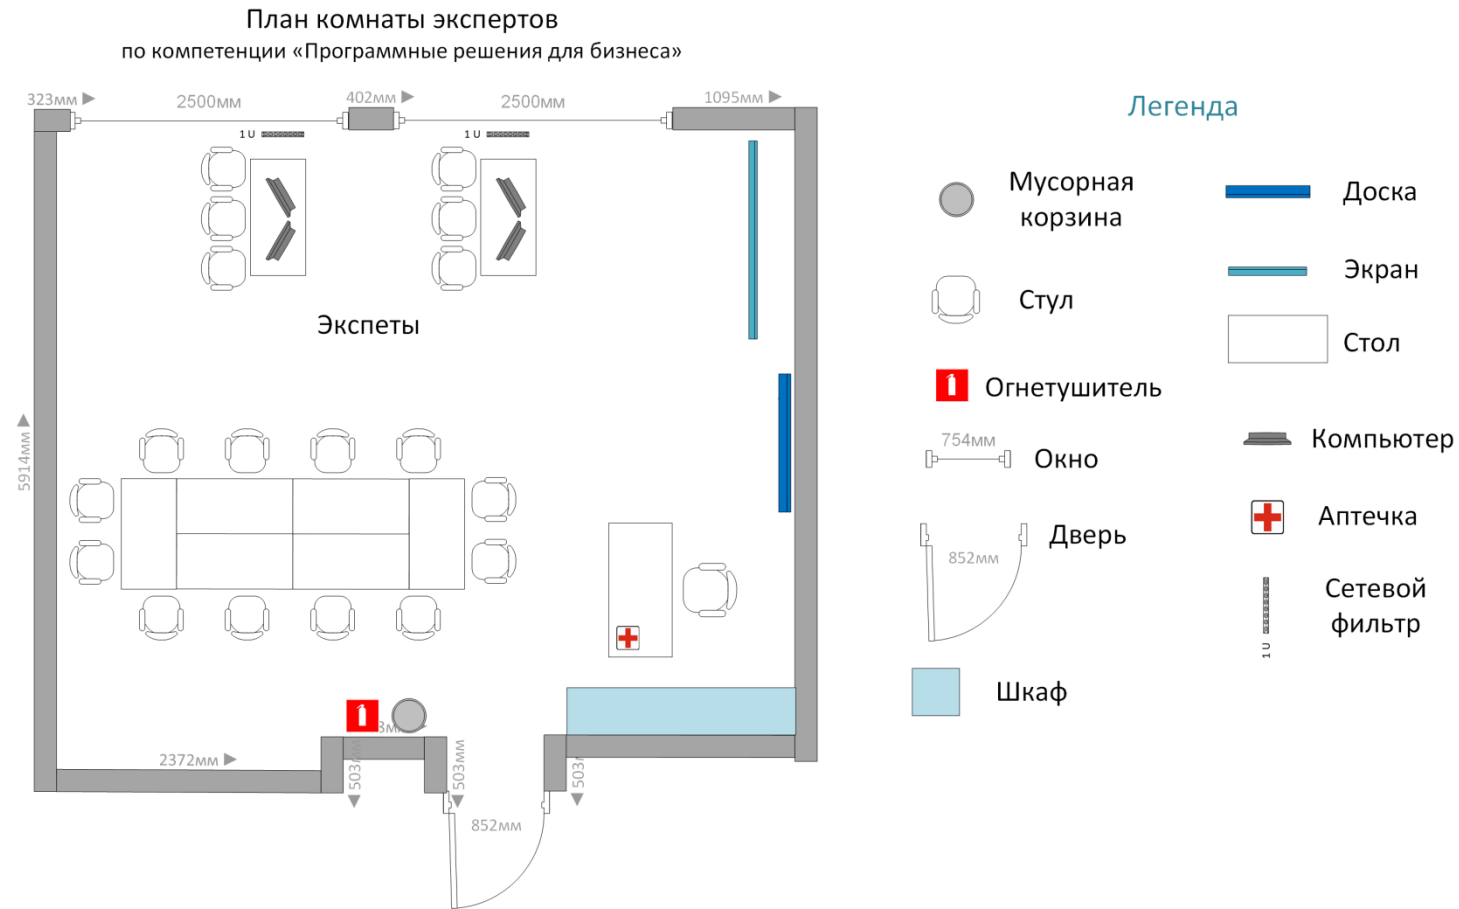 План комнаты экспертов
по компетенции «Программные решения для бизнеса»
323мм
2500мм
402мм
2500мм
1095мм
1 U
1 U
Экспеты
5914мм
2372мм
503мм
503мм
503
852мм
Легенда
Мусорная
корзина
Доска
Стул
Экран
Огнетушитель
Стол
754мм
Окно
Компьютер
Дверь
852мм
Аптечка
Сетевой
фильтр
1 U
Шкаф